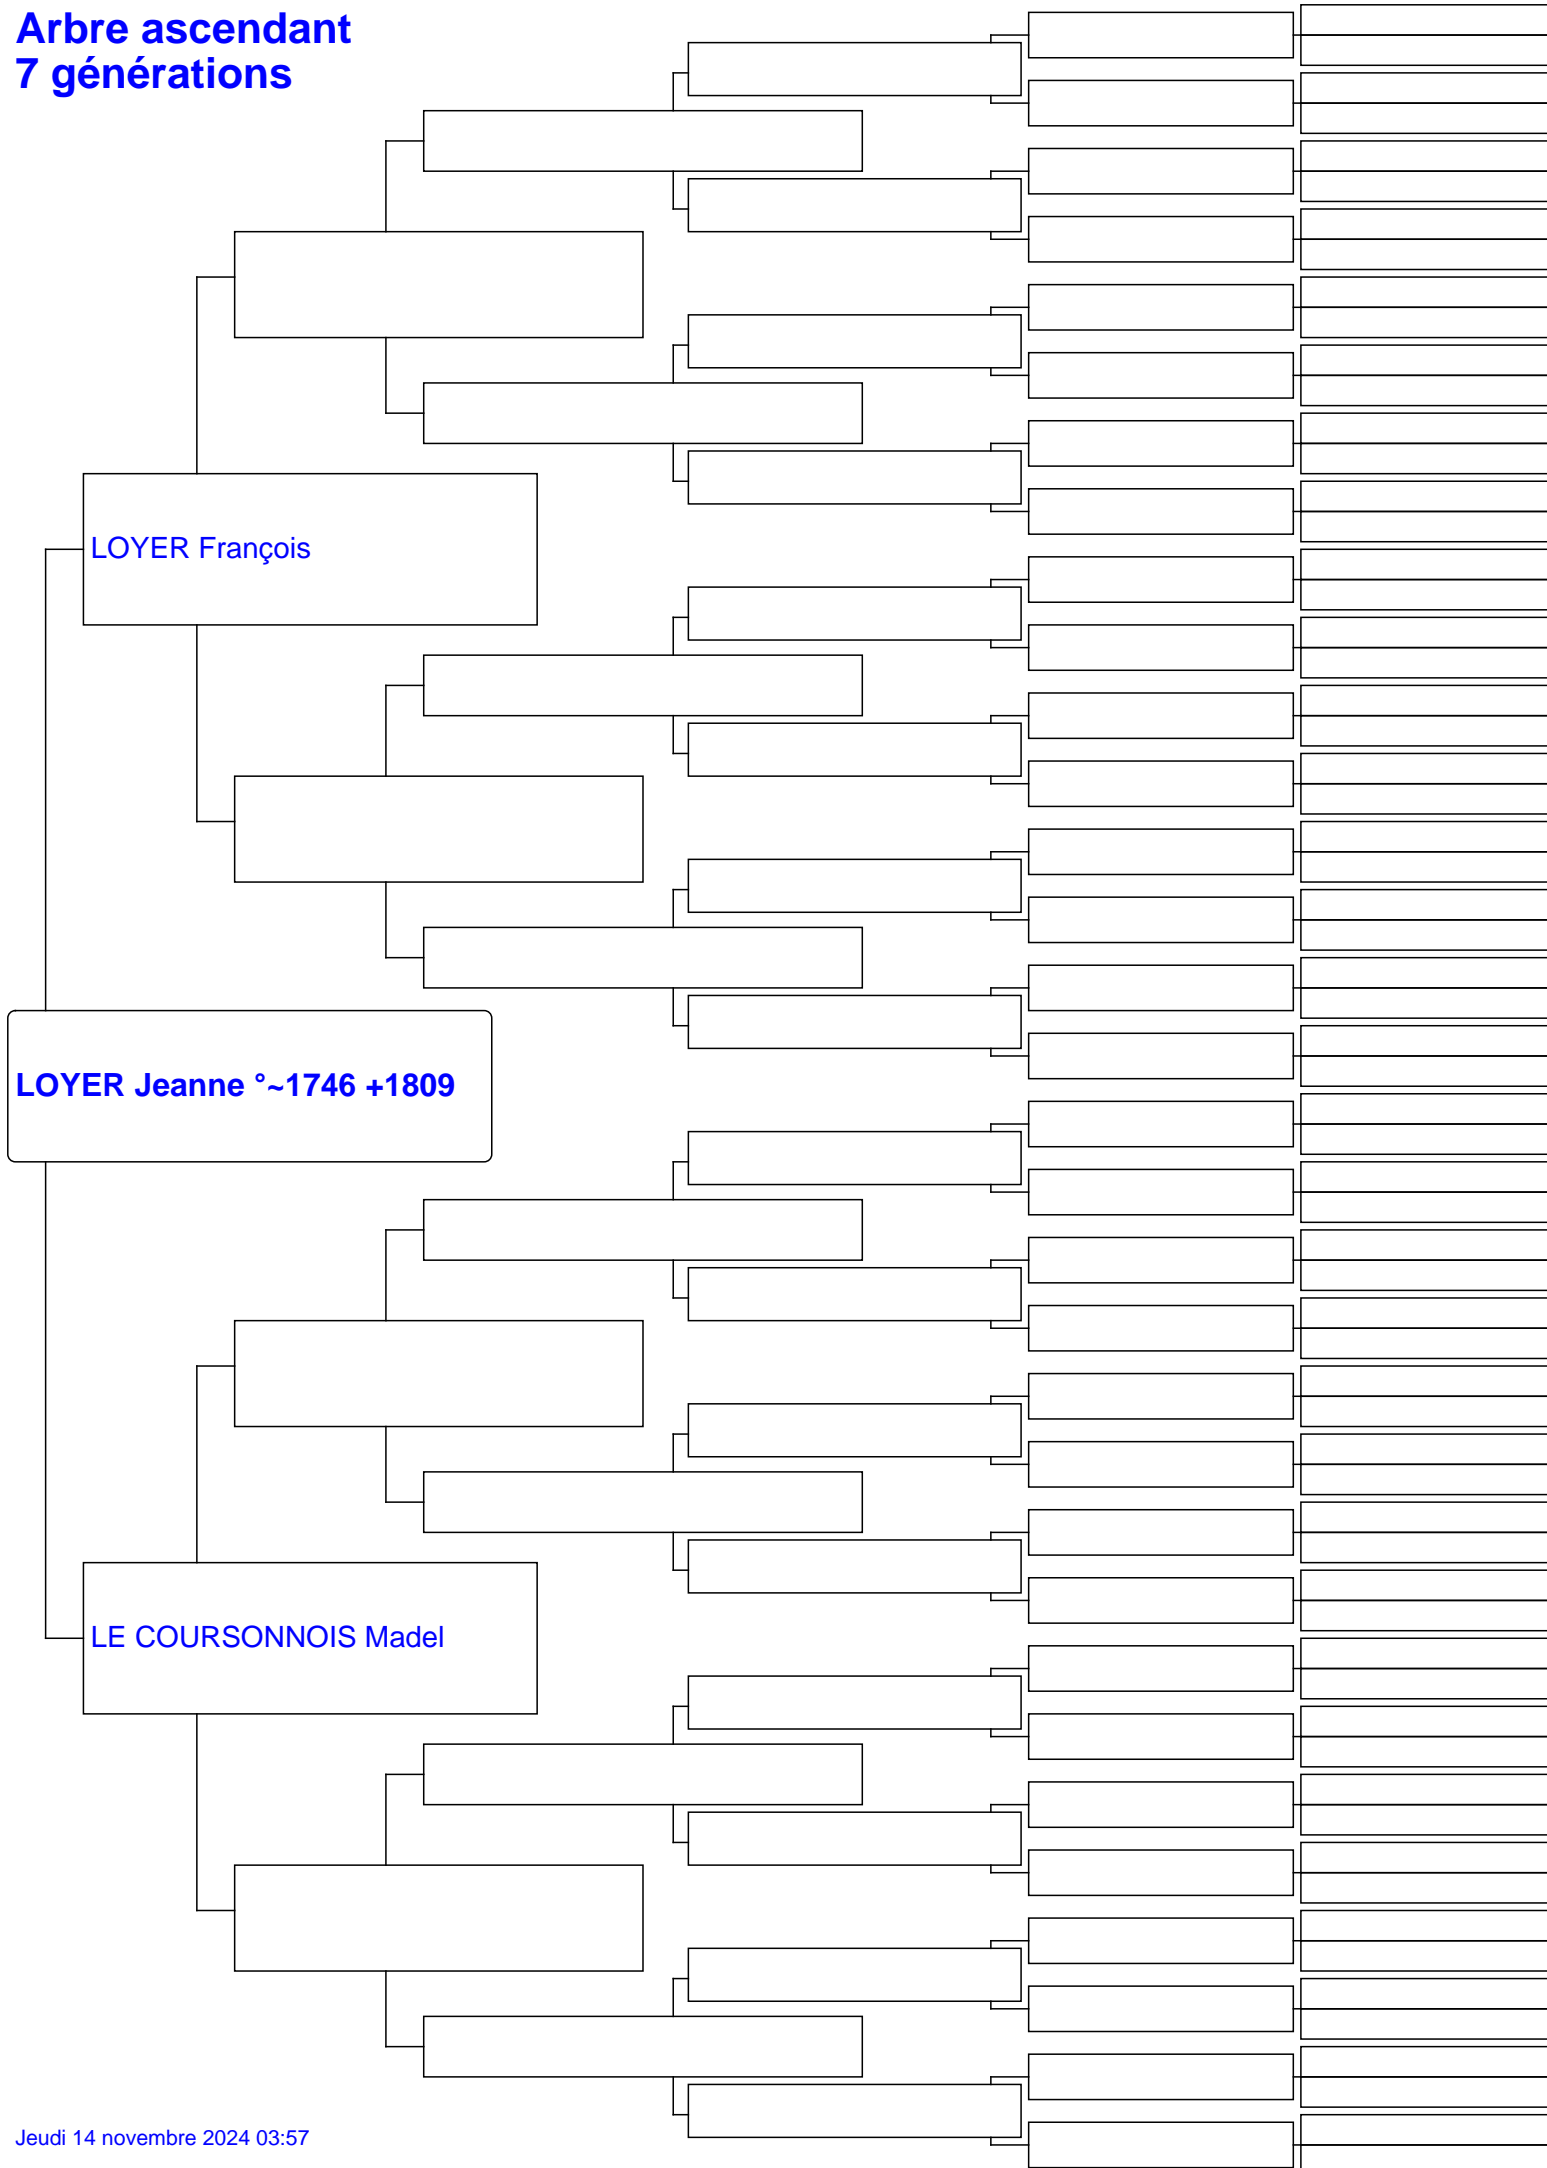 Arbre ascendant
7 générations
LOYER François
LOYER Jeanne °~1746 +1809
LE COURSONNOIS Madel
Jeudi 14 novembre 2024 03:57